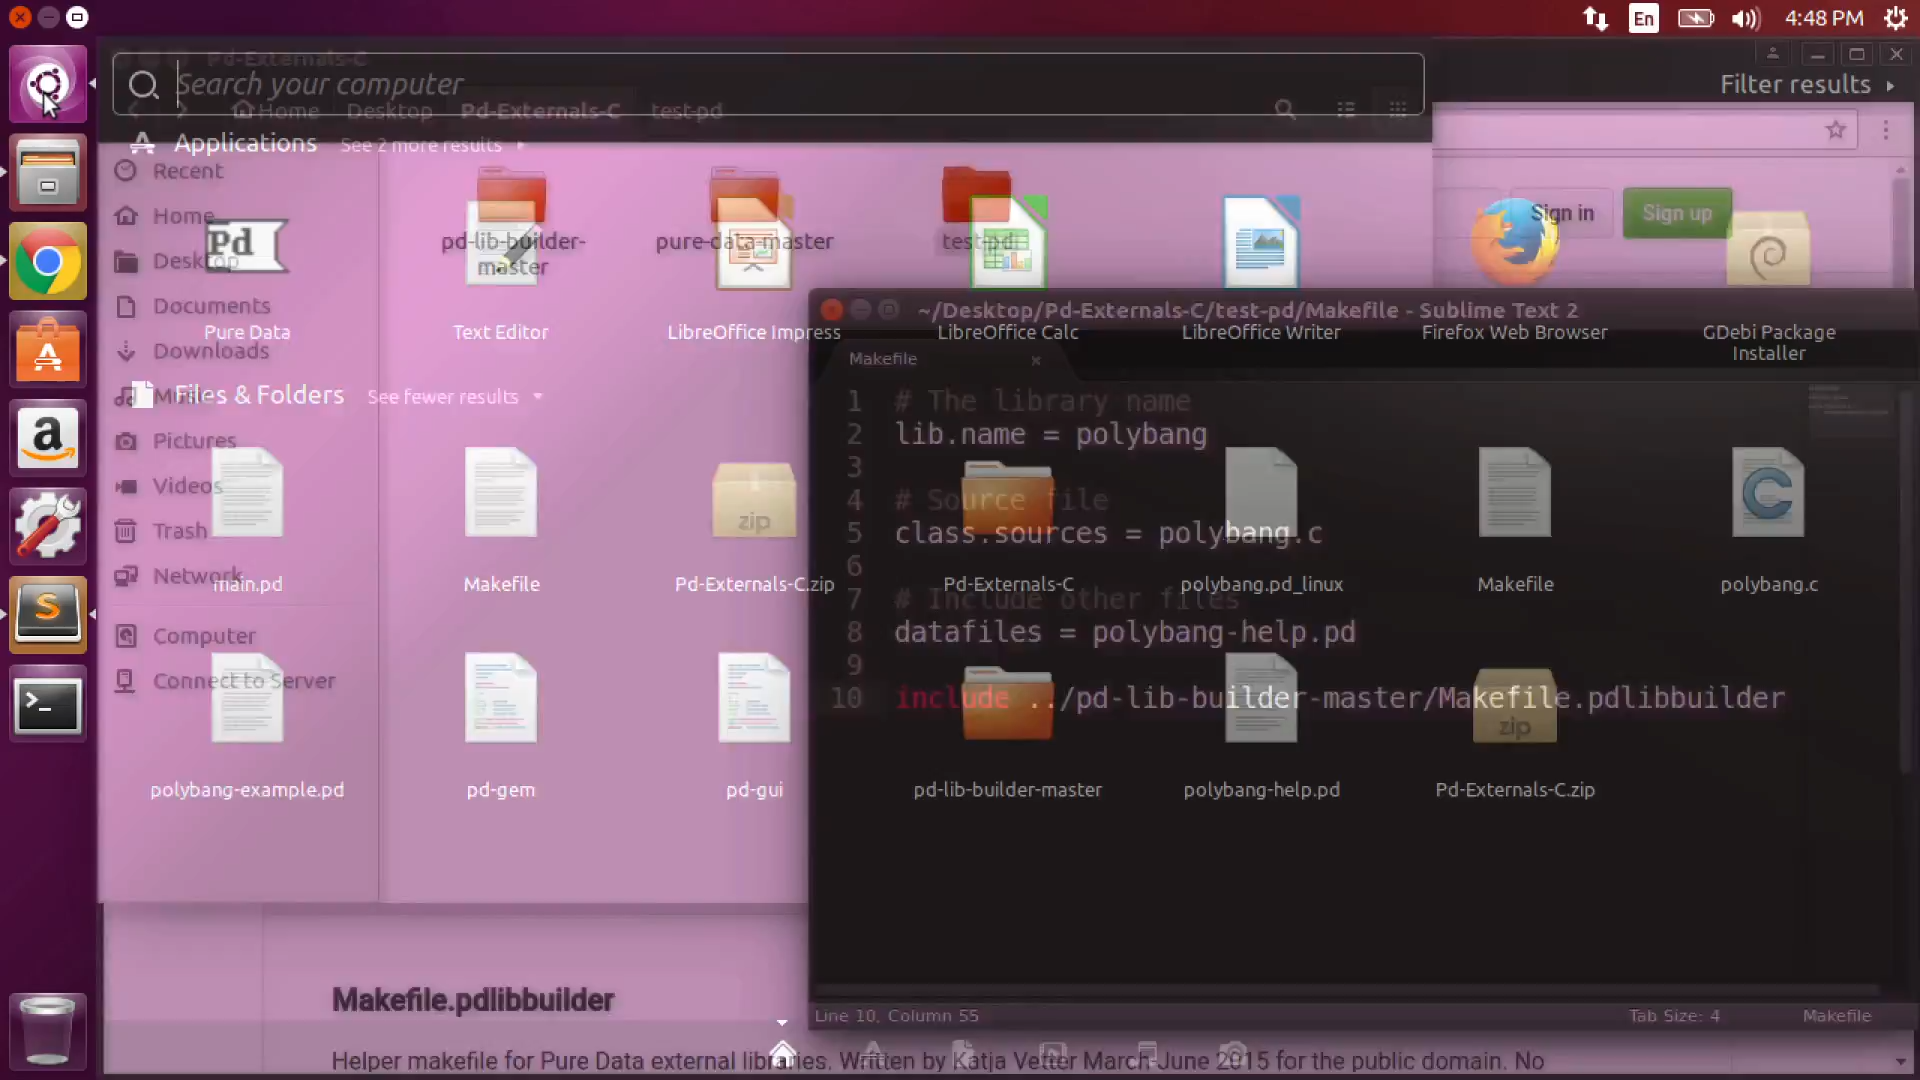 En
4:48 PM
Pd-Externals-C
Search your computer
Filter results
Home
Desktop
Pd-Externals-C
test-pd
Applications
See 2 more results
Recent
Home
Desktop
Documents
Downloads
Music
Pictures
Videos
Trash
Network
Computer
Connect to Server
pd-lib-builder-
master
pure-data-master
test-pd
Sign in
Sign up
Pd
Pure Data
Text Editor
LibreOffice Impress
LibreOffice Calc
LibreOffice Writer
Firefox Web Browser
GDebi Package
Installer
Files & Folders
See fewer results
main.pd
Makefile
zip
Pd-Externals-C.zip
Pd-Externals-C
polybang.pd_linux
Makefile
C
polybang.c
polybang-example.pd
pd-gem
pd-gui
pd-lib-builder-master
polybang-help.pd
zip
Pd-Externals-C.zip
~/Desktop/Pd-Externals-C/test-pd/Makefile - Sublime Text 2
Makefile
1 # The library name
2 lib.name = polybang
3
4 # Source file
5 class.sources = polybang.c
6
7 # Include other files
8 datafiles = polybang-help.pd
9
10 include ../pd-lib-builder-master/Makefile.pdlibbuilder
Line 10, Column 55
Tab Size: 4
Makefile
Makefile.pdlibbuilder
Helper makefile for Pure Data external libraries. Written by Katja Vetter March-June 2015 for the public domain. No